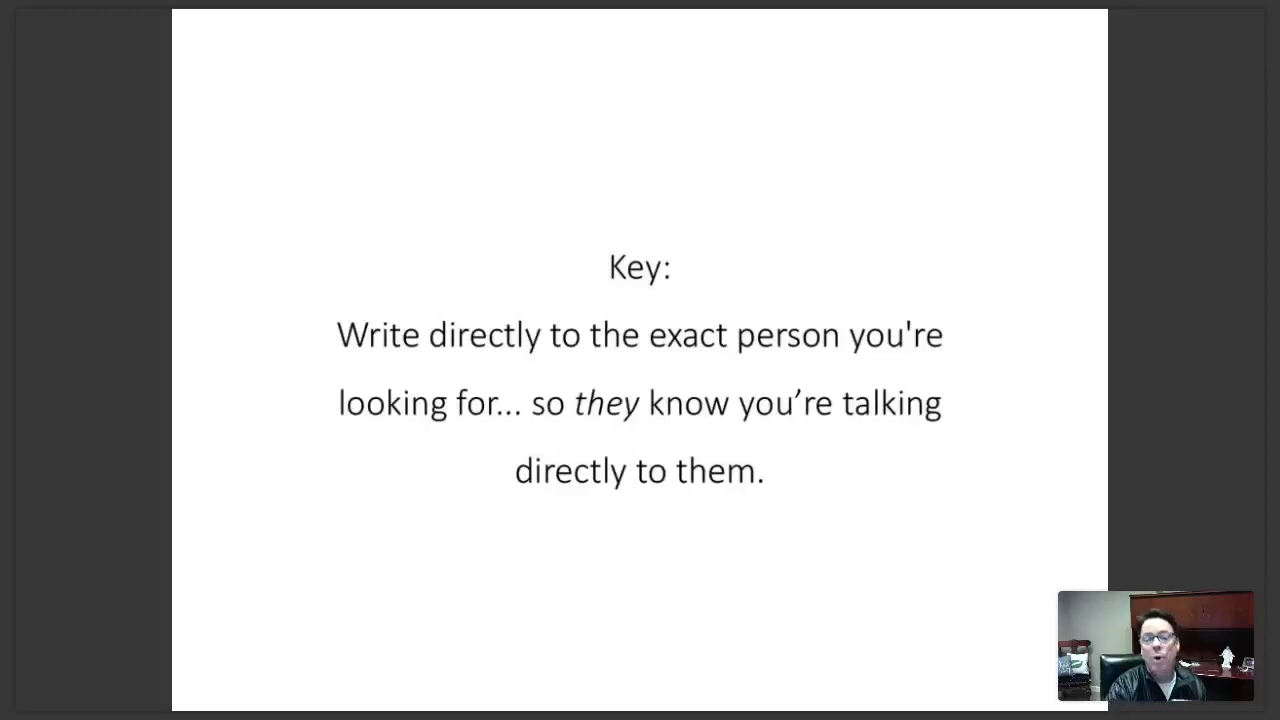 Key:
Write directly to the exact person you're
looking for... so they know you’re talking
directly to them.